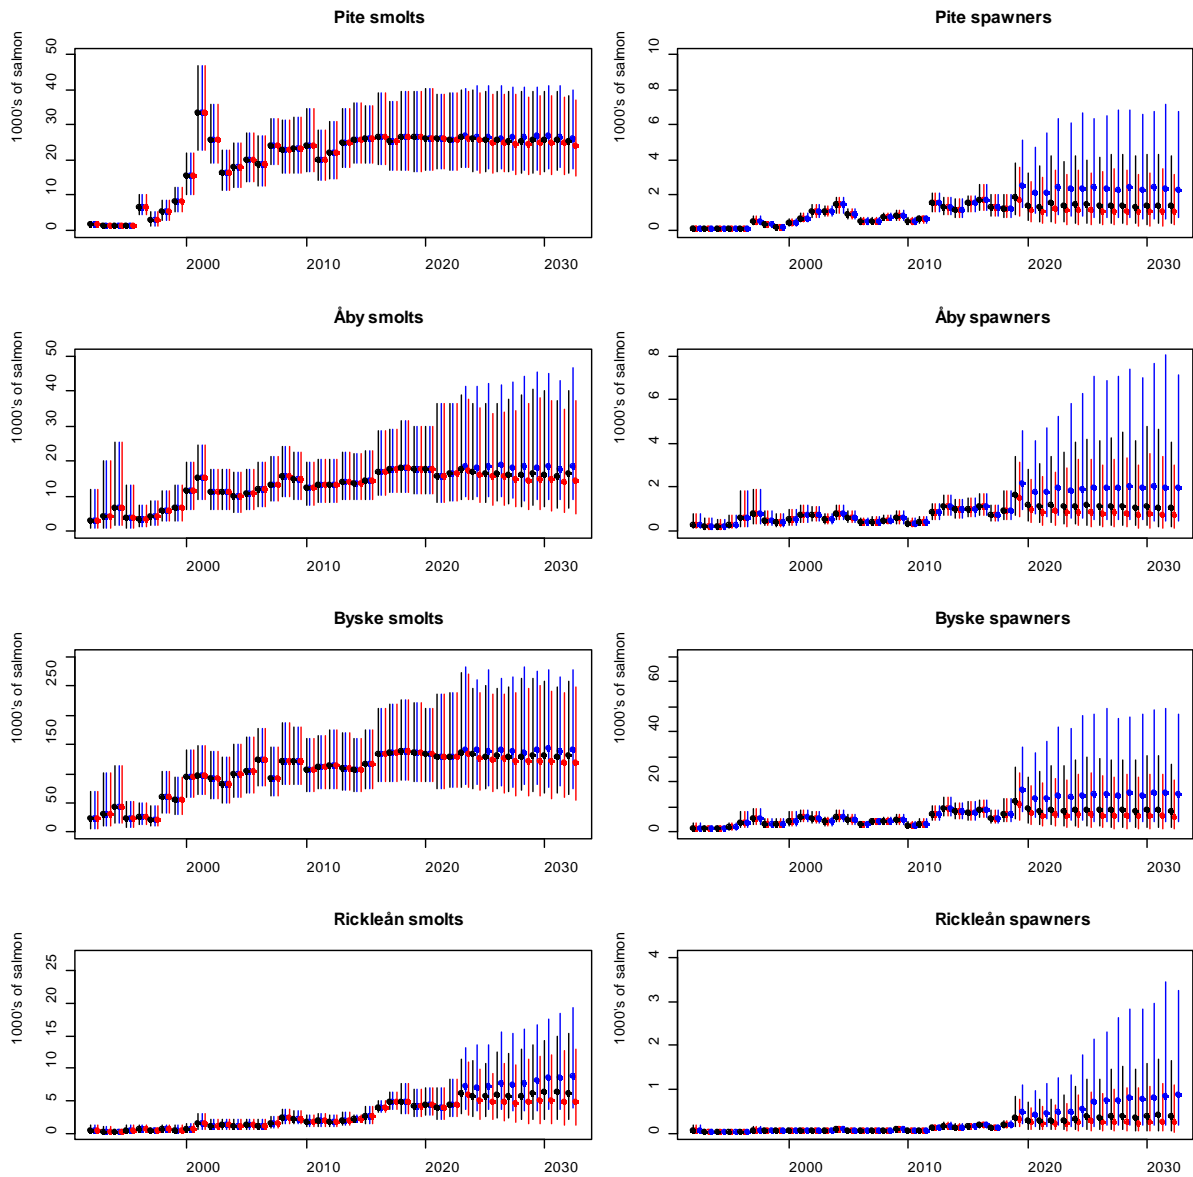 Pite smolts
1000's of salmon
0 10 20 30 40 50
2000 2010 2020 2030
Pite spawners
1000's of salmon
0 2 4 6 8 10
2000 2010 2020 2030
Åby smolts
1000's of salmon
0 10 20 30 40 50
2000 2010 2020 2030
Åby spawners
1000's of salmon
0 2 4 6 8
2000 2010 2020 2030
Byske smolts
1000's of salmon
0 50 150 250
2000 2010 2020 2030
Byske spawners
1000's of salmon
0 20 40 60
2000 2010 2020 2030
Rickleån smolts
1000's of salmon
0 5 10 15 20 25
2000 2010 2020 2030
Rickleån spawners
1000's of salmon
0 1 2 3 4
2000 2010 2020 2030